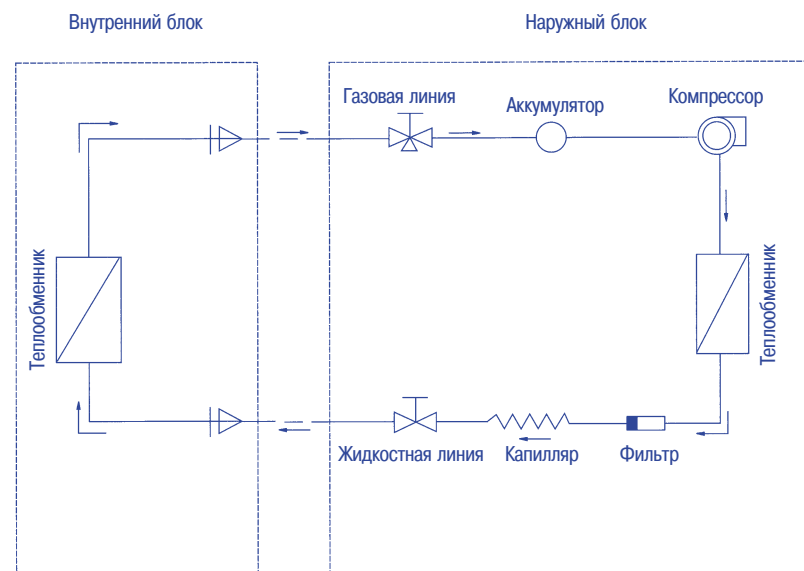 Внутренний блок
Наружный блок
Газовая линия
Аккумулятор
Компрессор
Теплообменник
Теплообменник
Жидкостная линия
Капилляр
Фильтр